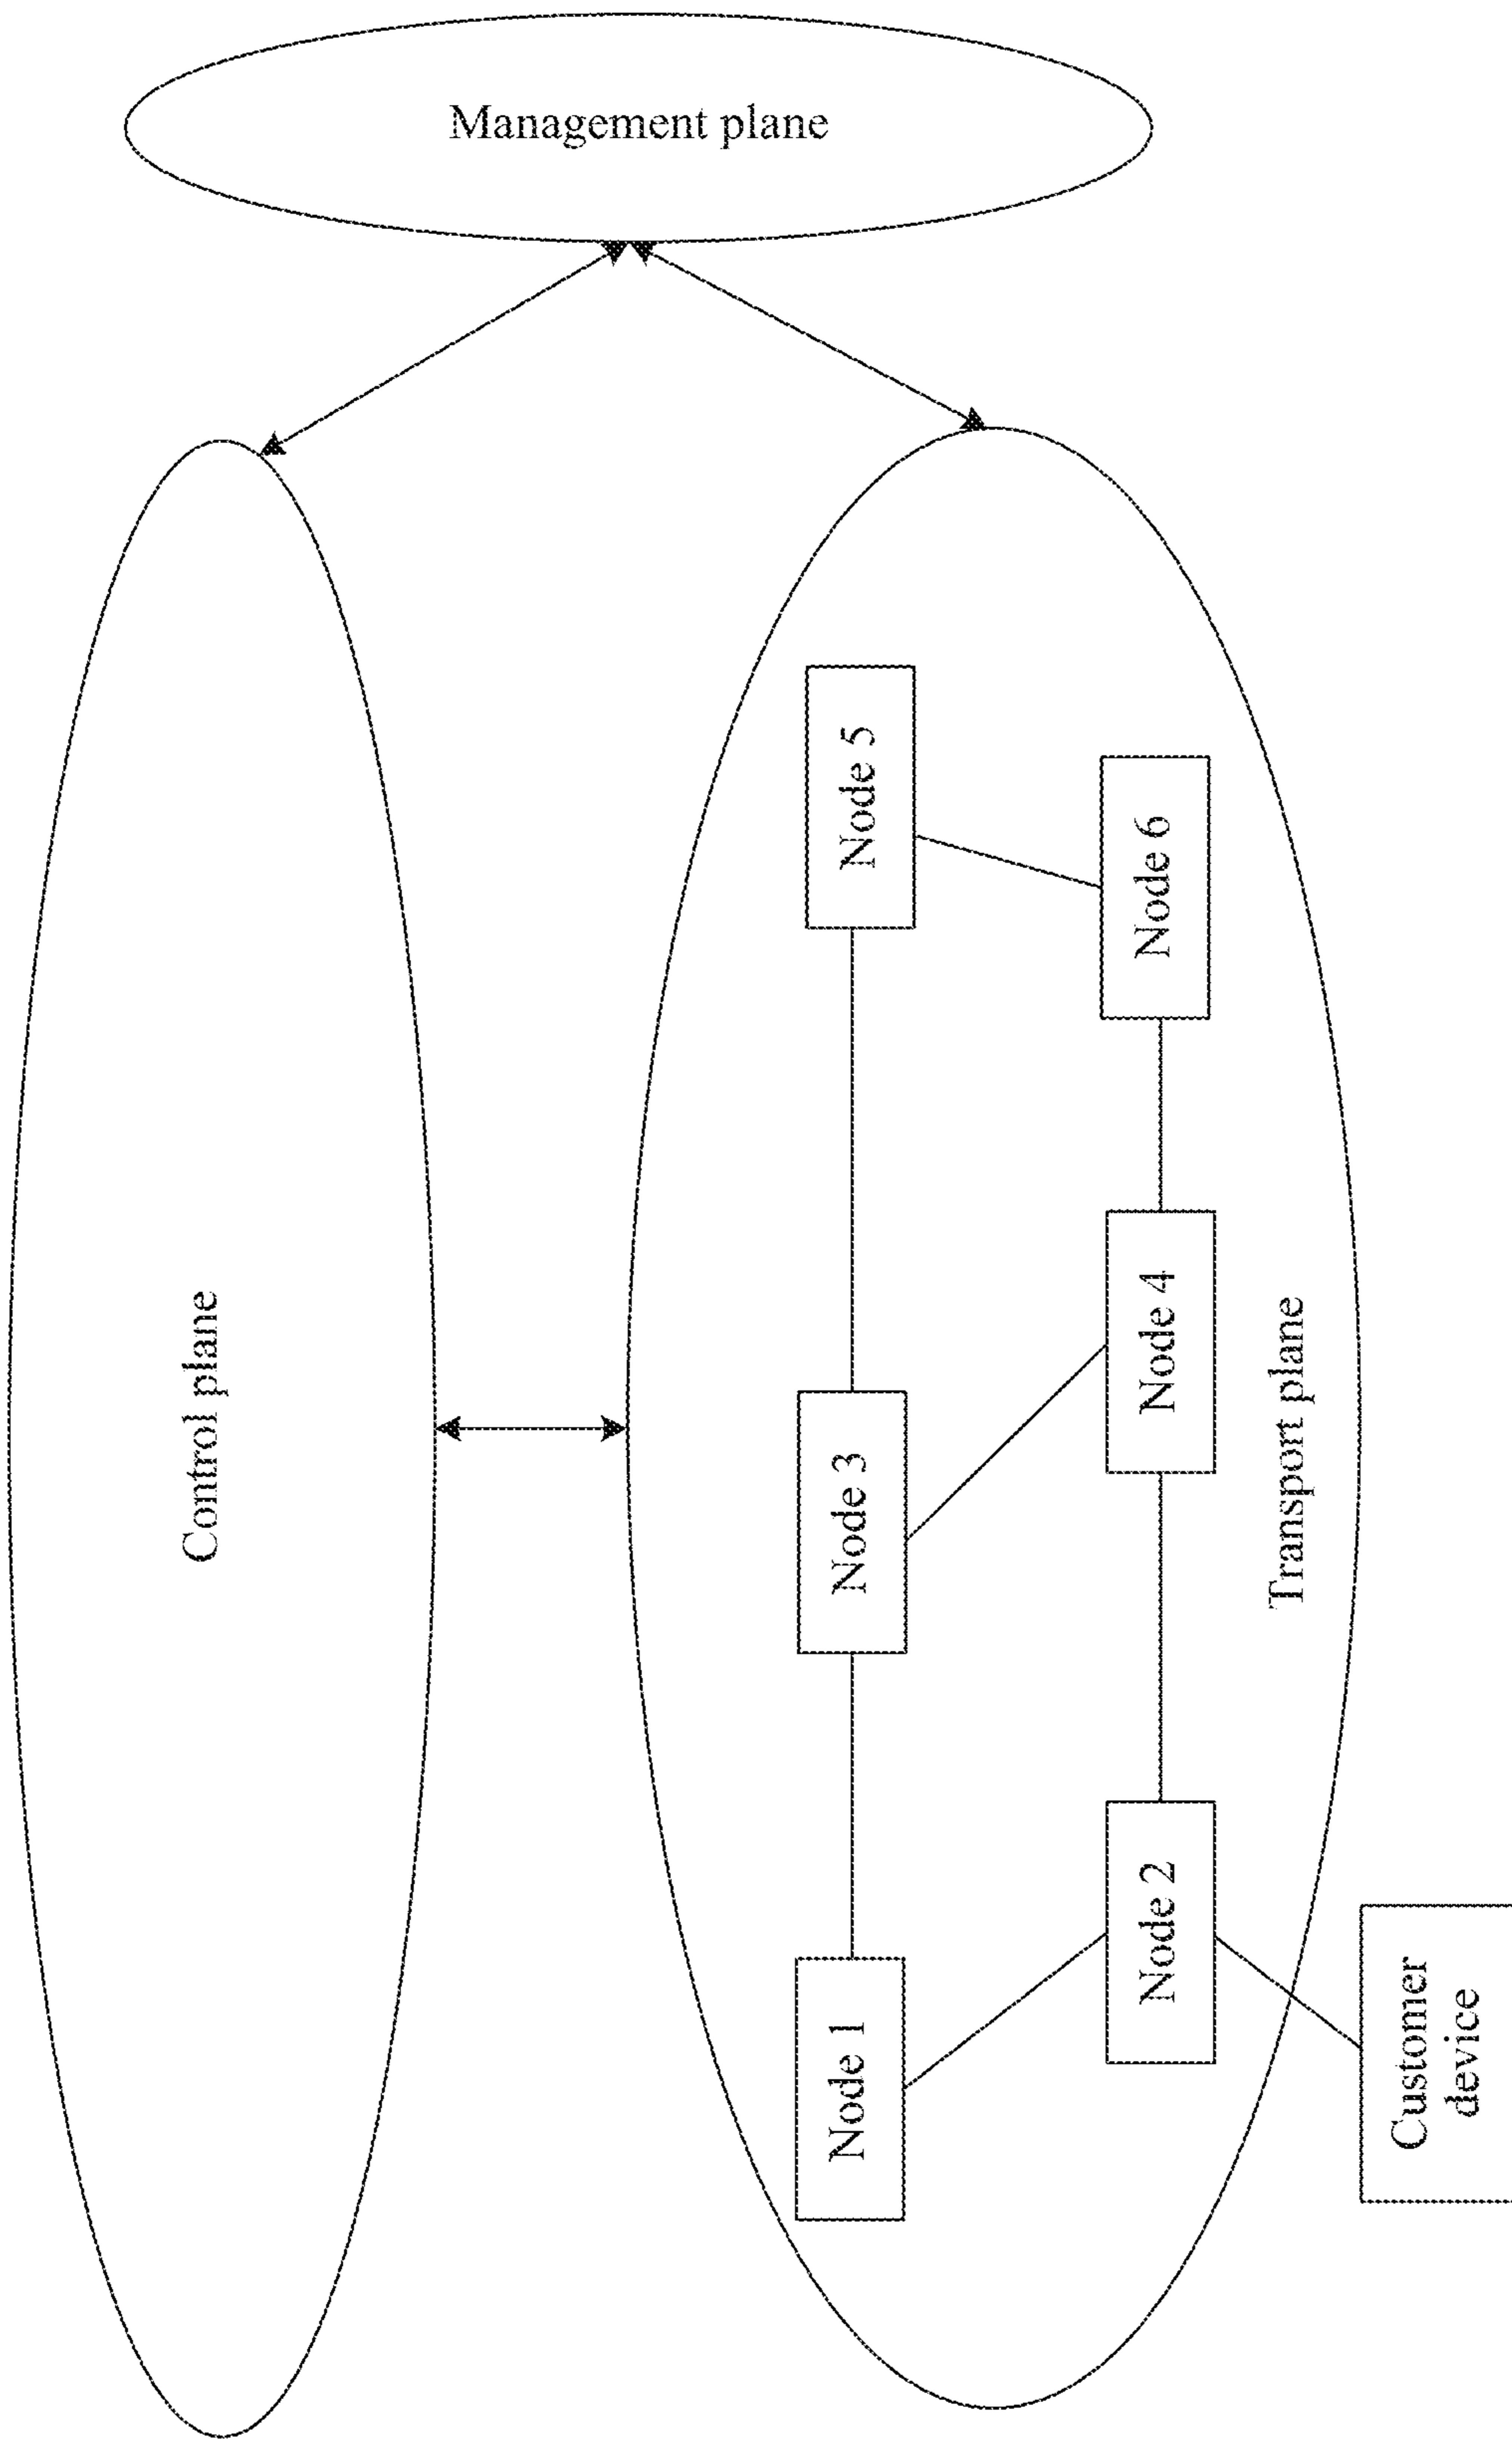 Management plane
Control plane
Node 1
Node 3
Node 5
Node 2
Node 4
Node 6
Transport plane
Customer
device